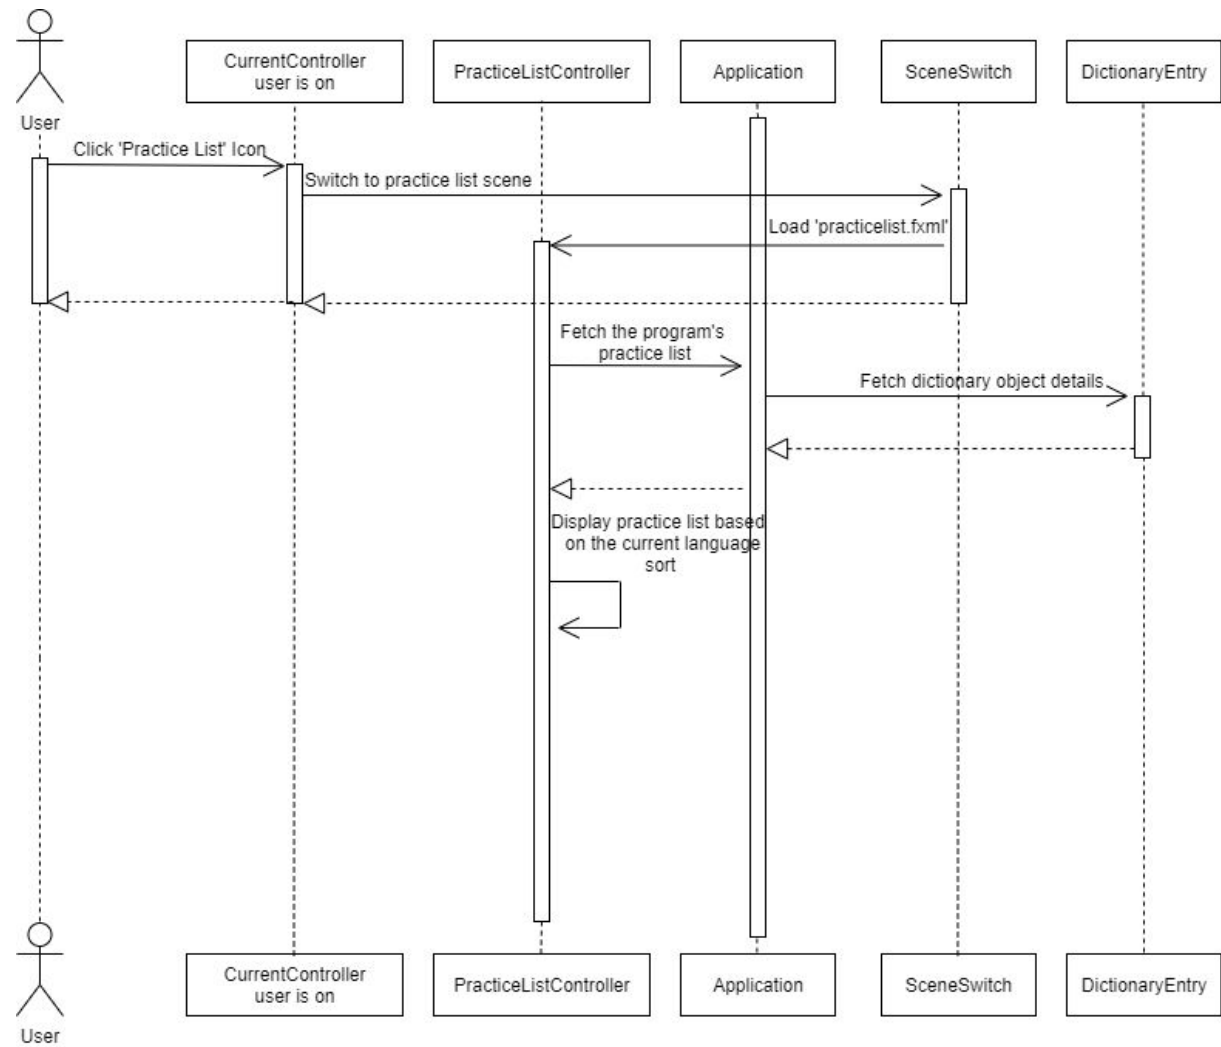 User
CurrentController
user is on
PracticeListController
Application
SceneSwitch
DictionaryEntry
Click 'Practice List' Icon
Switch to practice list scene
Load 'practicelist.fxml'
Fetch the program's
practice list
Fetch dictionary object details
Display practice list based
on the current language
sort
User
CurrentController
user is on
PracticeListController
Application
SceneSwitch
DictionaryEntry